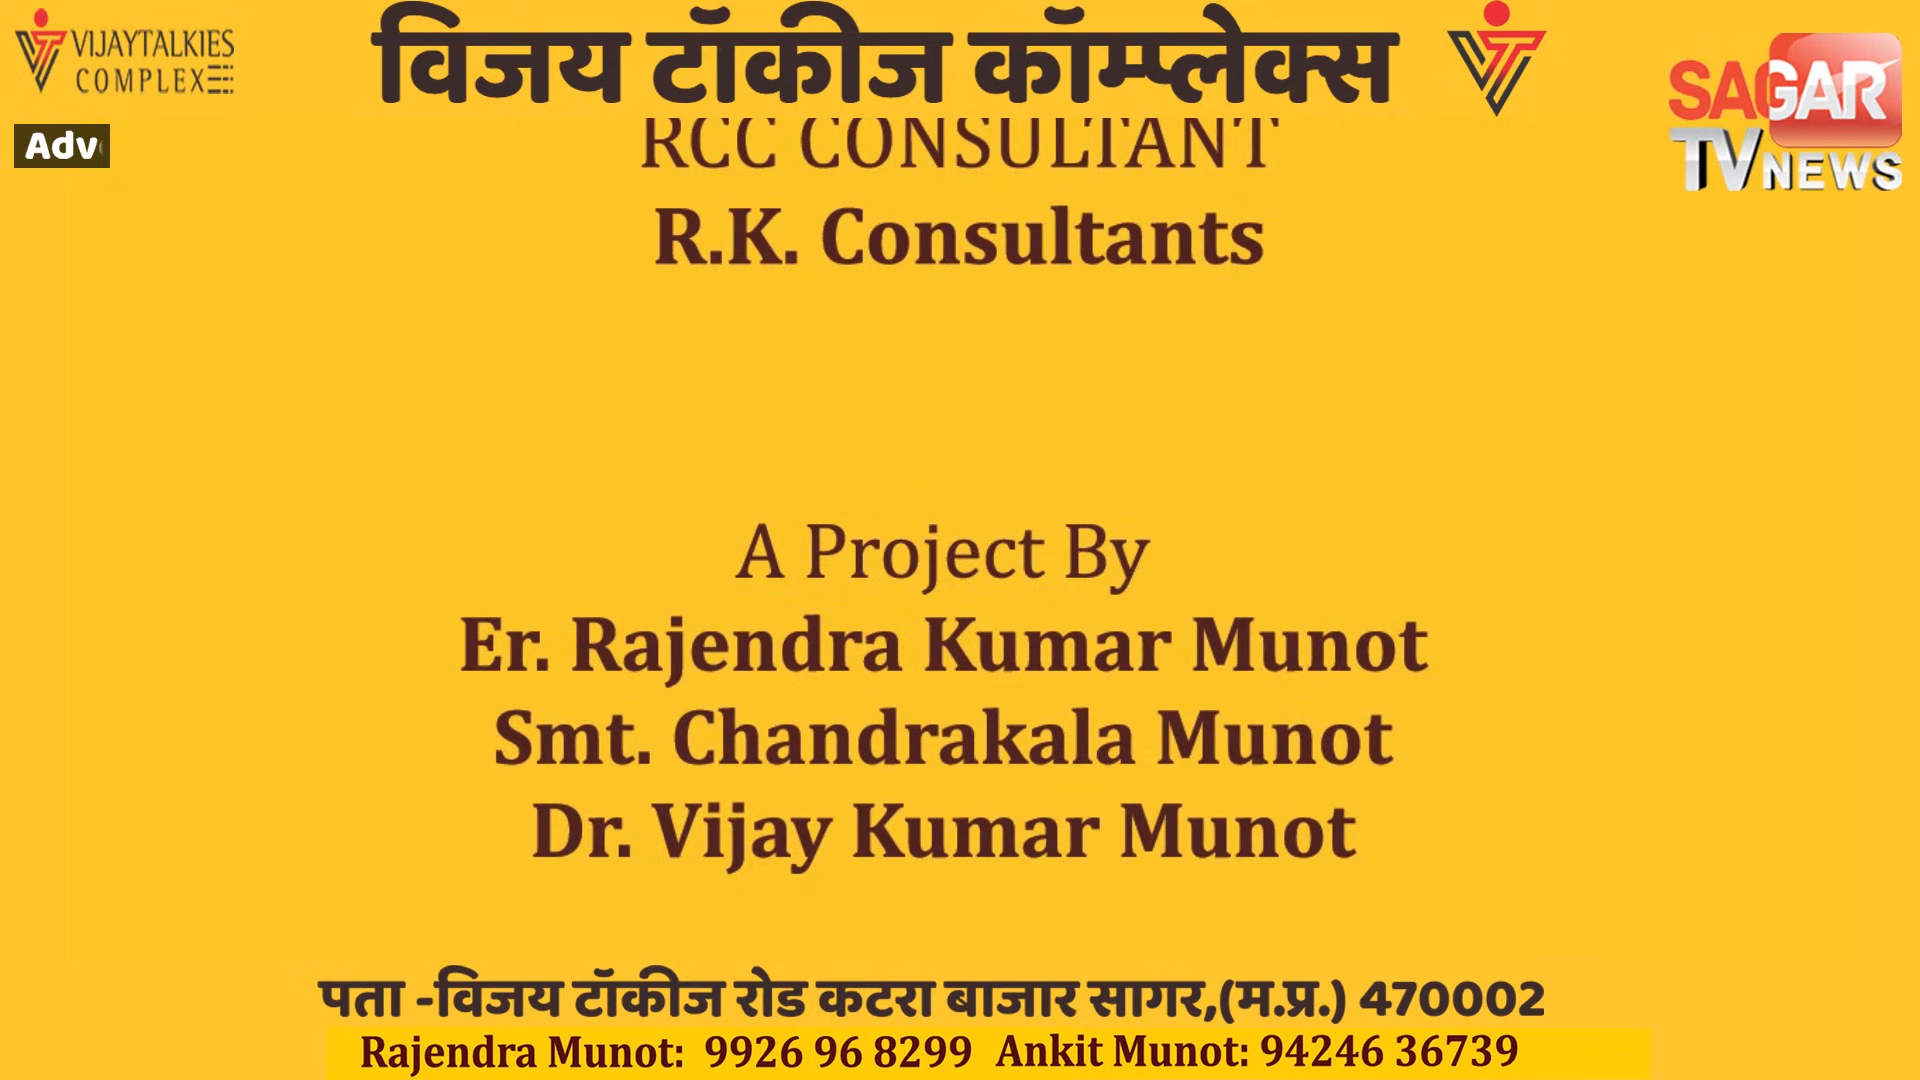 VIJAYTALKIES
COMPLEX
विजय टॉकीज कॉम्प्लेक्स
SAGAR
TV NEWS
Adv
RCC CONSULTANT
R.K. Consultants
A Project By
Er. Rajendra Kumar Munot
Smt. Chandrakala Munot
Dr. Vijay Kumar Munot
पता -विजय टॉकीज रोड कटरा बाजार सागर,(म.प्र.) 470002
Rajendra Munot: 9926 96 8299 Ankit Munot: 94246 36739